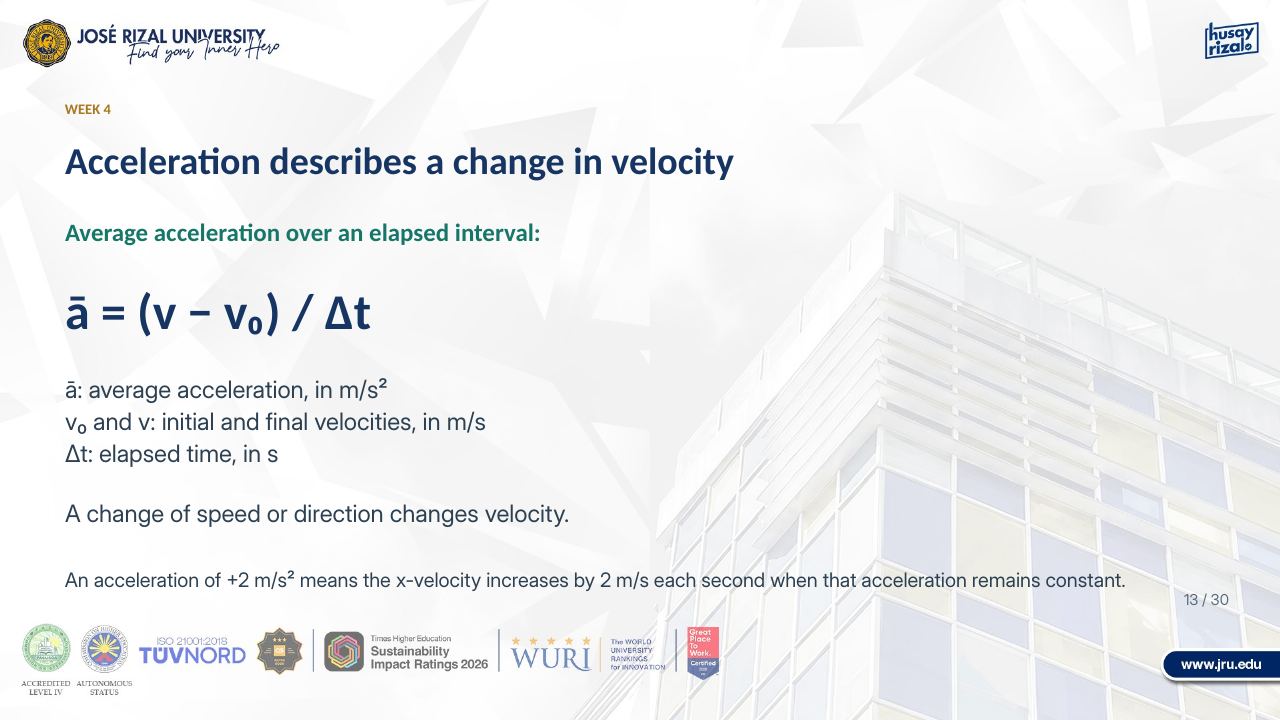 JOSÉ RIZAL UNIVERSITY
Find your Inner Hero
husay
rizal
WEEK 4
Acceleration describes a change in velocity
Average acceleration over an elapsed interval:
ā = (v − v₀) / Δt
ā: average acceleration, in m/s²
v₀ and v: initial and final velocities, in m/s
Δt: elapsed time, in s
A change of speed or direction changes velocity.
An acceleration of +2 m/s² means the x-velocity increases by 2 m/s each second when that acceleration remains constant.
13 / 30
ISO 21001:2018
TÜVNORD
Times Higher Education
Sustainability
Impact Ratings 2026
WURI
The WORLD
UNIVERSITY
RANKINGS
for INNOVATION
Great
Place
To
Work.
Certified
ACCREDITED
LEVEL IV
AUTONOMOUS
STATUS
www.jru.edu